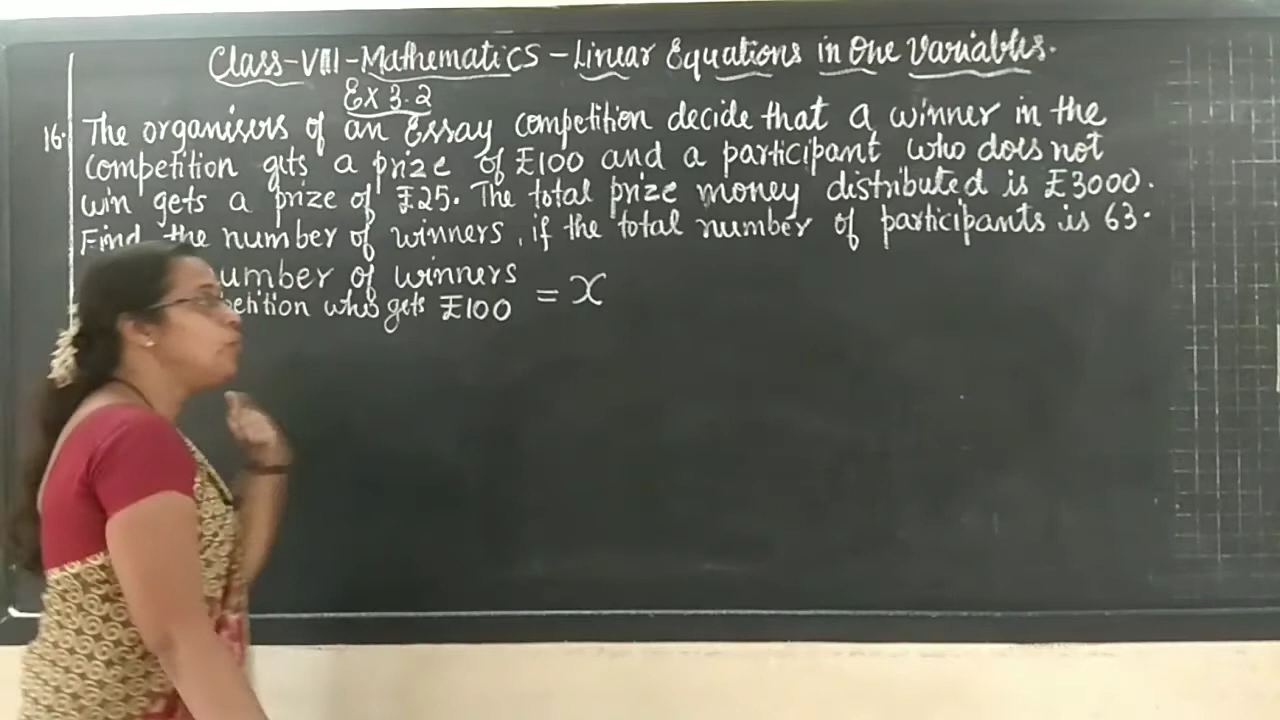 Class-VIII-Mathematics-Linear Equations in One Variables.
Ex 3.2
16. The organisers of an Essay competition decide that a winner in the
competition gets a prize of ₹100 and a participant who does not
win gets a prize of ₹25. The total prize money distributed is ₹3000.
Find the number of winners, if the total number of participants is 63.
number of winners
who gets ₹100 = x